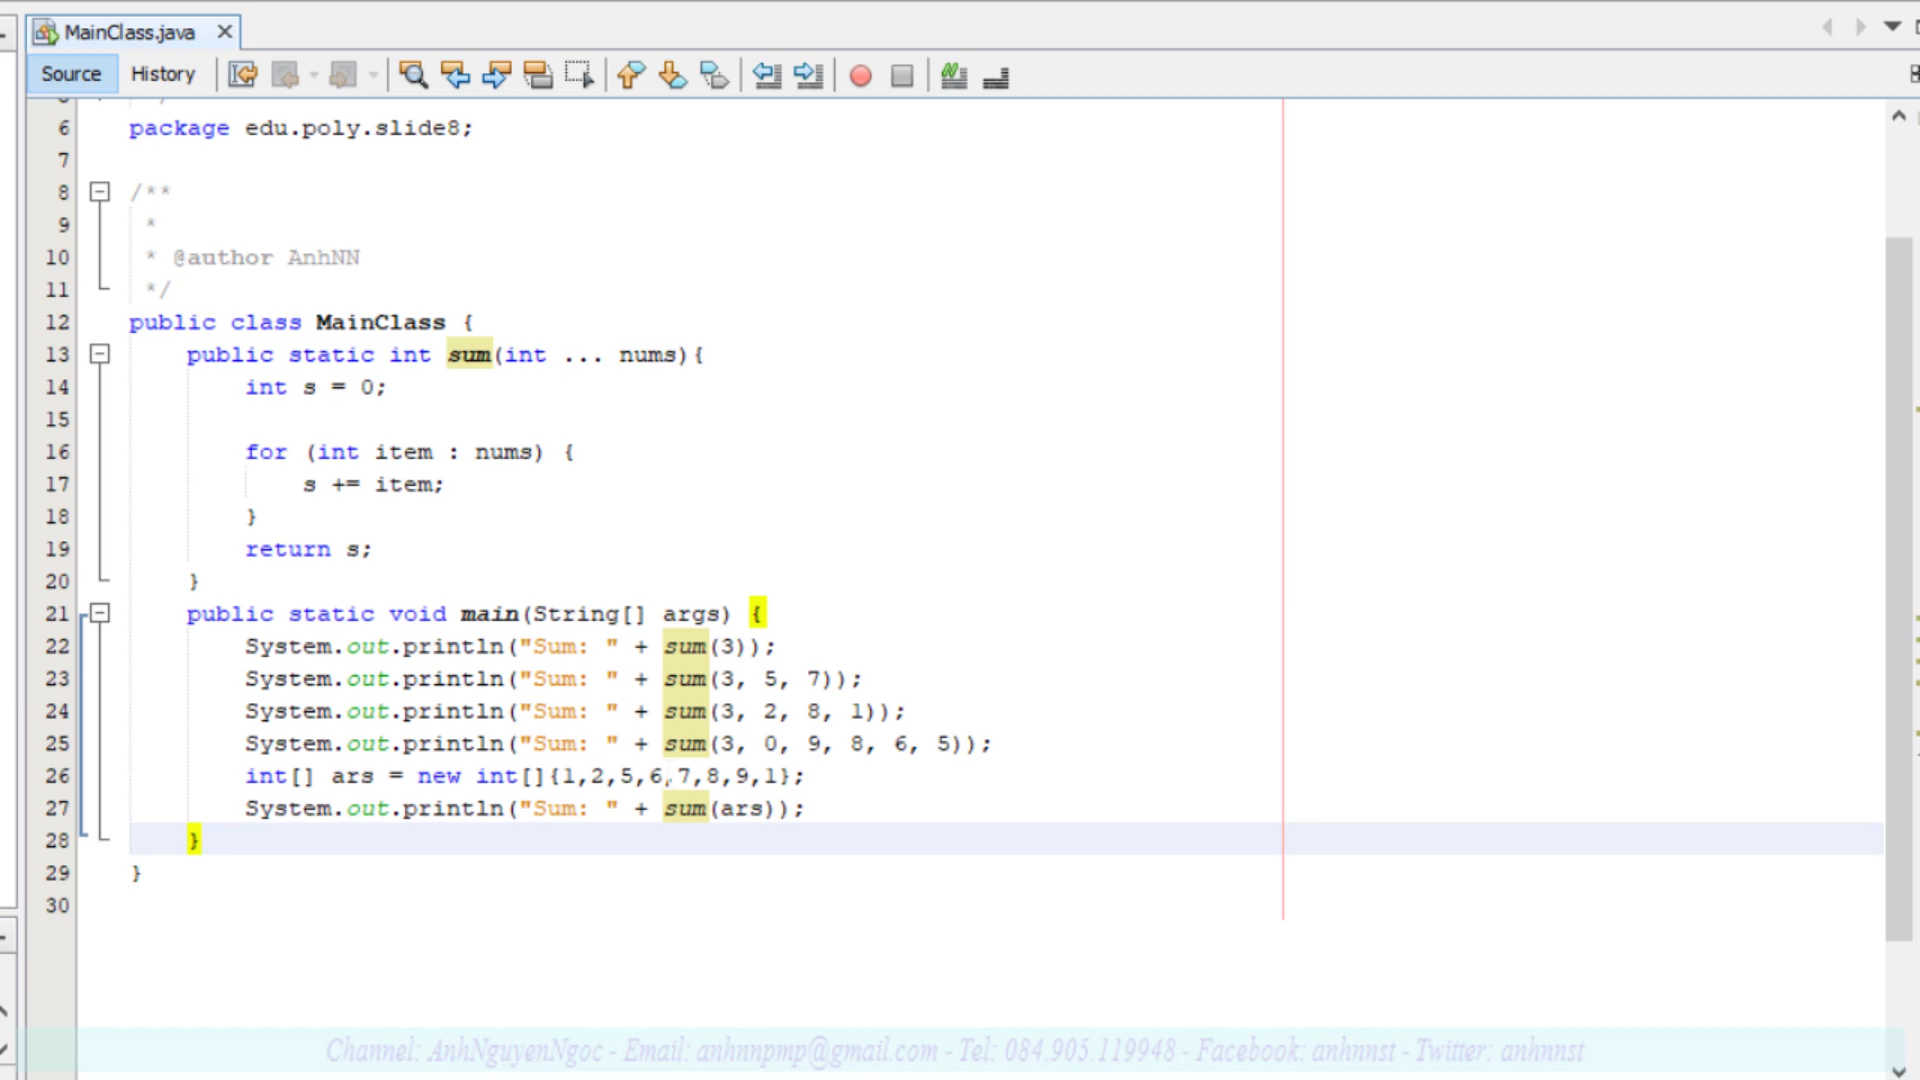 MainClass.java
Source History
6 package edu.poly.slide8;
7
8 /**
9 *
10 * @author AnhNN
11 */
12 public class MainClass {
13 public static int sum(int ... nums){
14 int s = 0;
15
16 for (int item : nums) {
17 s += item;
18 }
19 return s;
20 }
21 public static void main(String[] args) {
22 System.out.println("Sum: " + sum(3));
23 System.out.println("Sum: " + sum(3, 5, 7));
24 System.out.println("Sum: " + sum(3, 2, 8, 1));
25 System.out.println("Sum: " + sum(3, 0, 9, 8, 6, 5));
26 int[] ars = new int[]{1,2,5,6,7,8,9,1};
27 System.out.println("Sum: " + sum(ars));
28 }
29 }
30
Channel: AnhNguyenNgoc - Email: anhnnpmp@gmail.com - Tel: 084.905.119948 - Facebook: anhnnst - Twitter: anhnnst